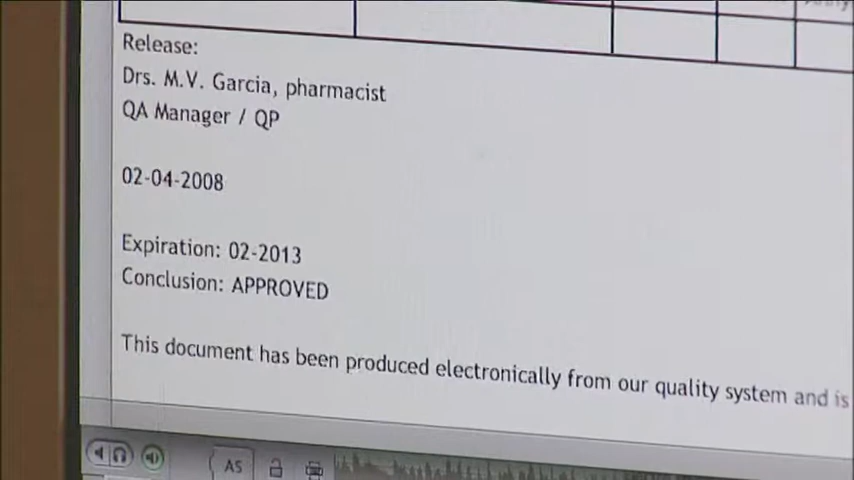 Release:
Drs. M.V. Garcia, pharmacist
QA Manager / QP
02-04-2008
Expiration: 02-2013
Conclusion: APPROVED
This document has been produced electronically from our quality system and is
A5